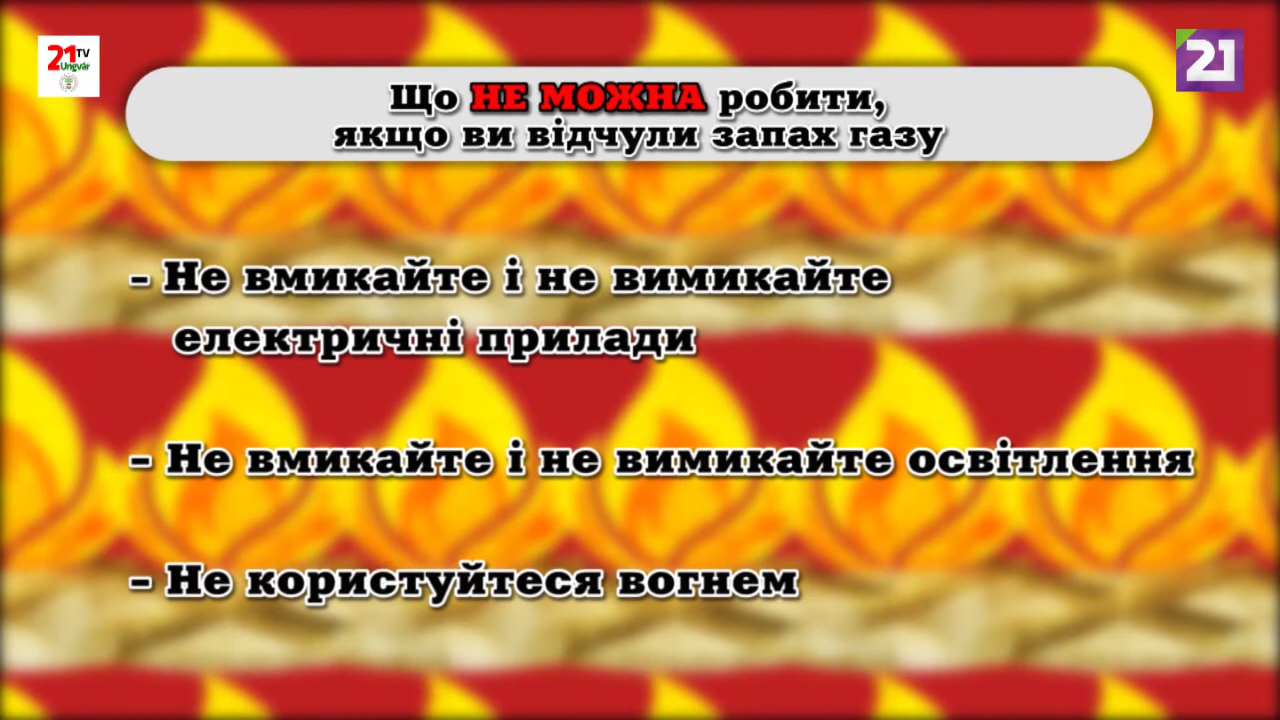 21 TV
Ungvár
21
Що НЕ МОЖНА робити,
якщо ви відчули запах газу
- Не вмикайте і не вимикайте
електричні прилади
- Не вмикайте і не вимикайте освітлення
- Не користуйтеся вогнем